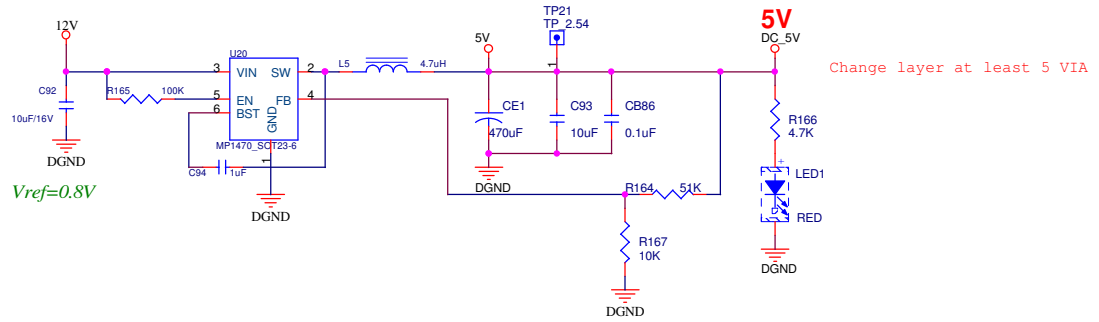 TP21
TP_2.54
5V
12V
5V
DC_5V
U20
3
VIN
SW
2
L5
4.7uH
1
Change layer at least 5 VIA
C92
10uF/16V
R165
100K
5
EN
FB
4
6
BST
GND
CE1
470uF
C93
10uF
CB86
0.1uF
R166
4.7K
MP1470_SOT23-6
1
DGND
C94
1uF
DGND
+
LED1
Vref=0.8V
R164
51K
DGND
RED
R167
10K
DGND
DGND